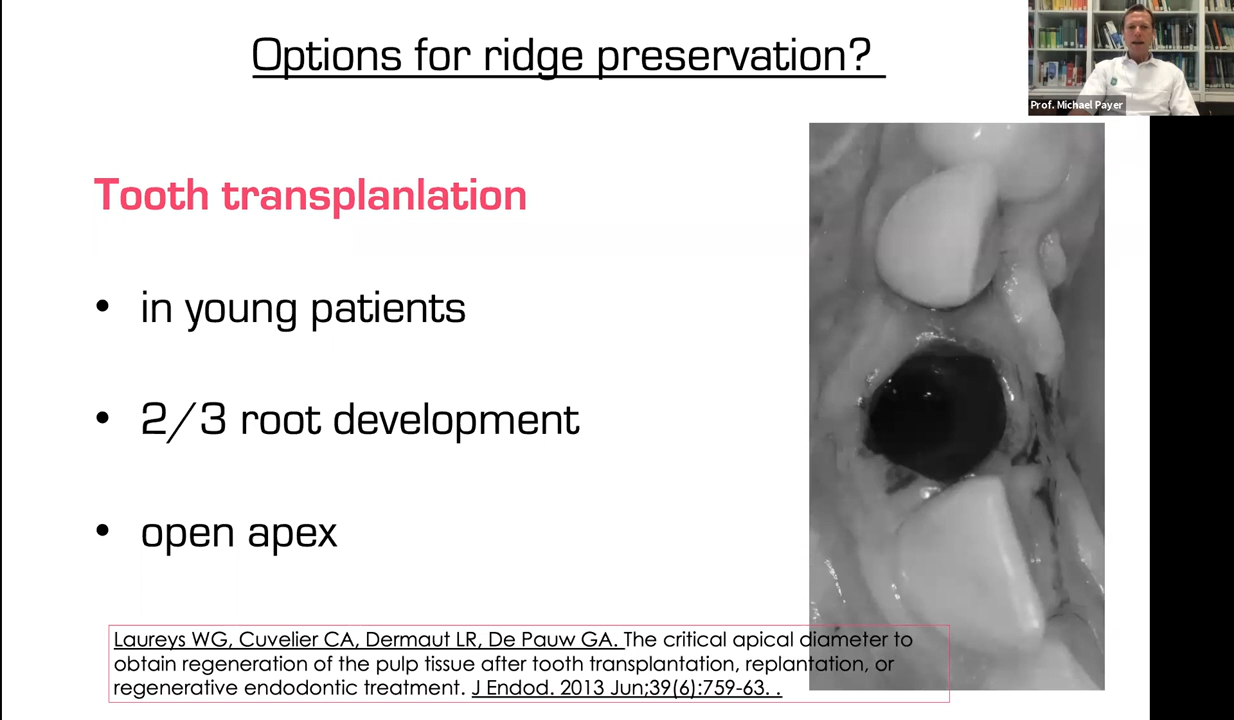 Options for ridge preservation?
Prof. Michael Payer
Tooth transplanlation
• in young patients
• 2/3 root development
• open apex
Laureys WG, Cuvelier CA, Dermaut LR, De Pauw GA. The critical apical diameter to
obtain regeneration of the pulp tissue after tooth transplantation, replantation, or
regenerative endodontic treatment. J Endod. 2013 Jun;39(6):759-63. .